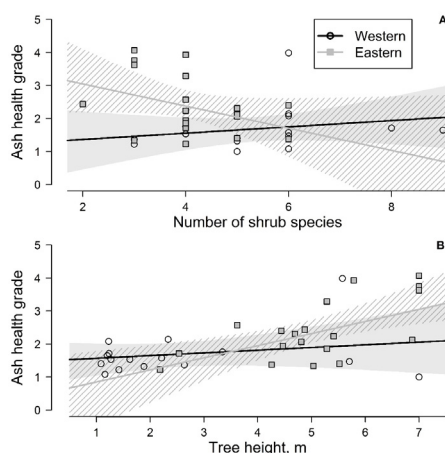 A
Western
Eastern
Ash health grade
5
4
3
2
1
0
2 4 6 8
Number of shrub species
B
Ash health grade
5
4
3
2
1
0
1 2 3 4 5 6 7
Tree height, m